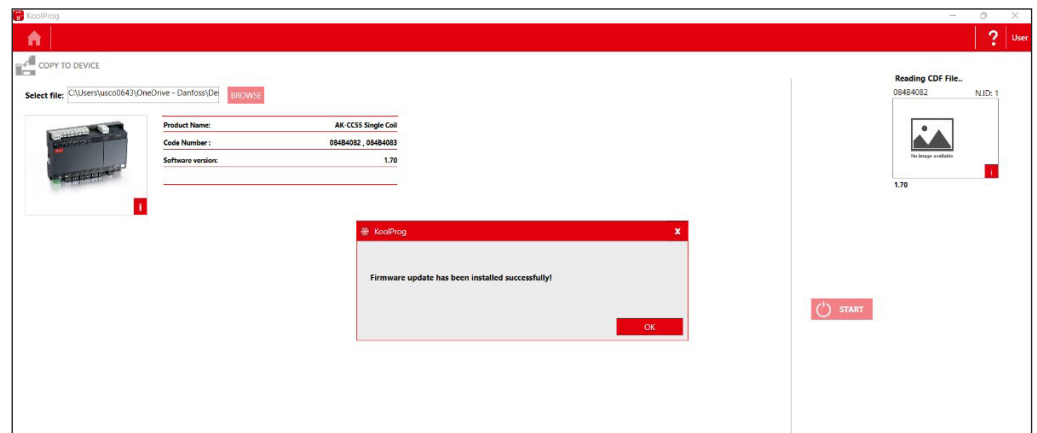 KoolProg
? User
COPY TO DEVICE
Select file: C:\Users\usco0643\OneDrive - Danfoss\De BROWSE
Product Name: AK-CC55 Single Coil
Code Number : 084B4082 , 084B4083
Software version: 1.70
i
KoolProg X
Firmware update has been installed successfully!
OK
Reading CDF File..
084B4082 N.ID: 1
No image available
i
1.70
START